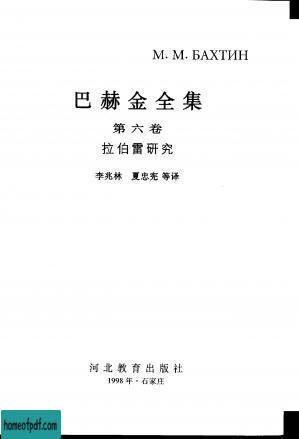 М. М. БАХТИН
巴赫金全集
第六卷
拉伯雷研究
李兆林 夏忠宪 等译
河北教育出版社
1998年·石家庄
homeofpdf.com